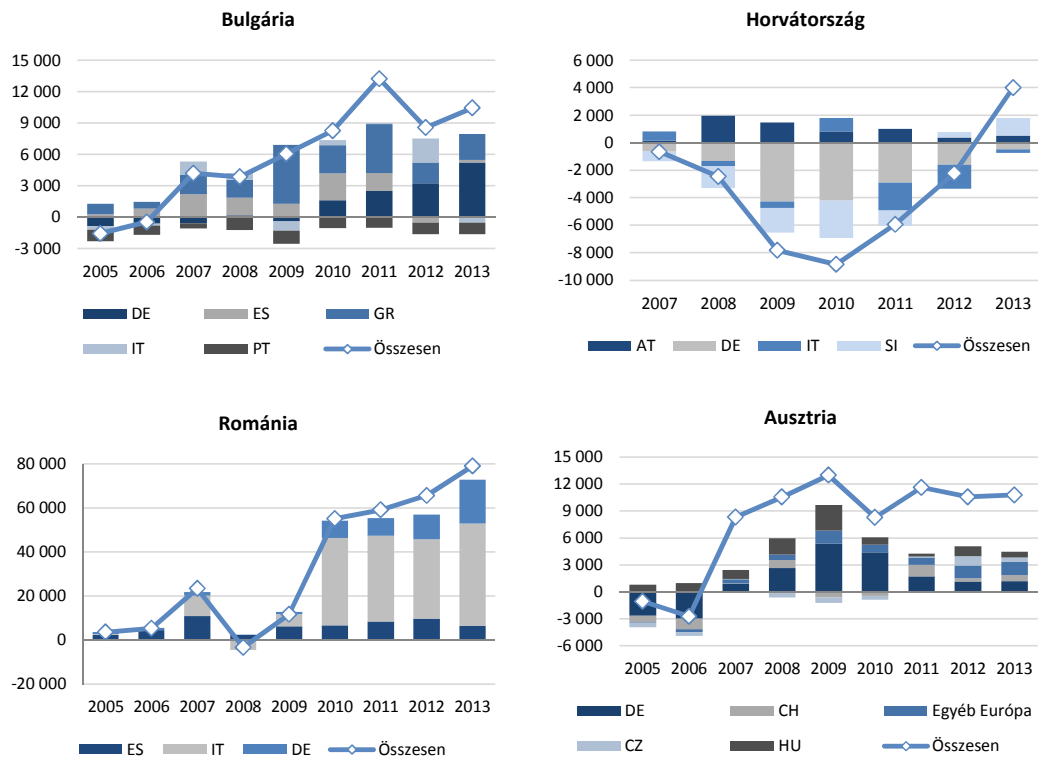 Bulgária
15 000
12 000
9 000
6 000
3 000
0
-3 000
2005 2006 2007 2008 2009 2010 2011 2012 2013
DE ES GR
IT PT Összesen
Horvátország
6 000
4 000
2 000
0
-2 000
-4 000
-6 000
-8 000
-10 000
2007 2008 2009 2010 2011 2012 2013
AT DE IT SI Összesen
Románia
80 000
60 000
40 000
20 000
0
-20 000
2005 2006 2007 2008 2009 2010 2011 2012 2013
ES IT DE Összesen
Ausztria
15 000
12 000
9 000
6 000
3 000
0
-3 000
-6 000
2005 2006 2007 2008 2009 2010 2011 2012 2013
DE CH Egyéb Európa
CZ HU Összesen